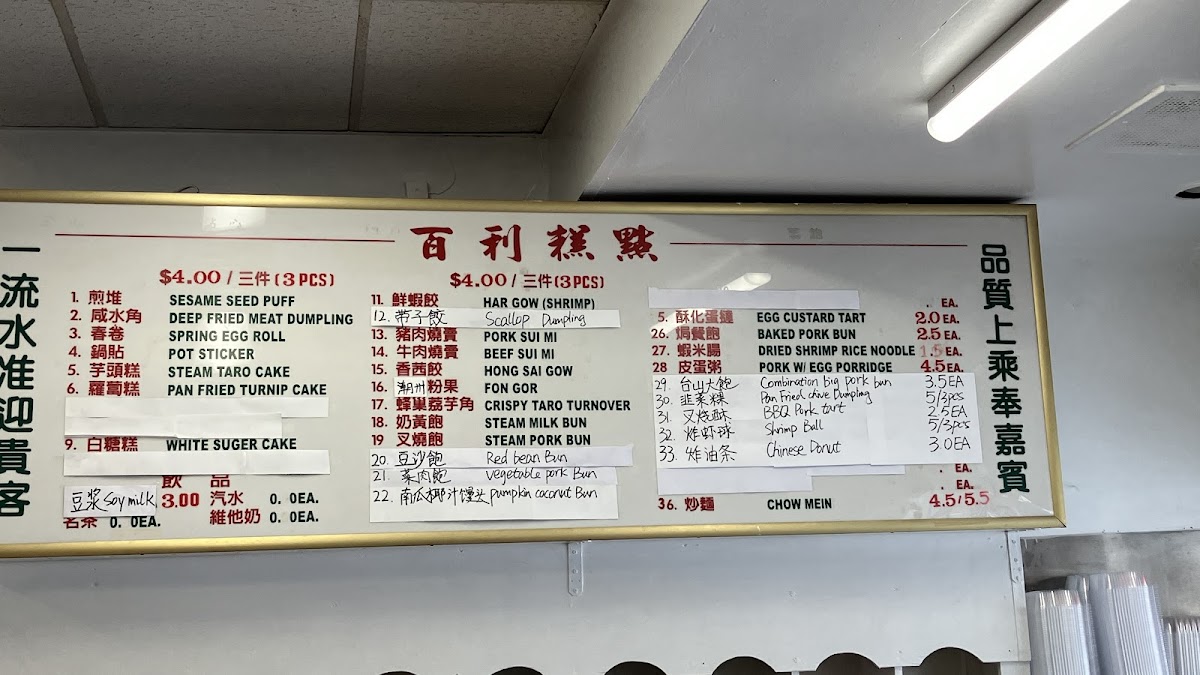 百利糕點
一流水准迎貴客
$4.00 / 三件 (3 PCS)
1. 煎堆 SESAME SEED PUFF
2. 咸水角 DEEP FRIED MEAT DUMPLING
3. 春卷 SPRING EGG ROLL
4. 鍋貼 POT STICKER
5. 芋頭糕 STEAM TARO CAKE
6. 蘿蔔糕 PAN FRIED TURNIP CAKE
9. 白糖糕 WHITE SUGER CAKE
飲 品
豆浆 Soy milk 3.00 汽水 0. 0EA.
名茶 0. 0EA. 維他奶 0. 0EA.
$4.00 / 三件 (3 PCS)
11. 鮮蝦餃 HAR GOW (SHRIMP)
12. 带子餃 Scallop Dumpling
13. 豬肉燒賣 PORK SUI MI
14. 牛肉燒賣 BEEF SUI MI
15. 香茜餃 HONG SAI GOW
16. 潮州粉果 FON GOR
17. 蜂巢荔芋角 CRISPY TARO TURNOVER
18. 奶黃飽 STEAM MILK BUN
19 叉燒飽 STEAM PORK BUN
20. 豆沙飽 Red bean Bun
21. 菜肉飽 vegetable pork Bun
22. 南瓜椰汁馒头 pumpkin coconut Bun
. EA.
5. 酥化蛋撻 EGG CUSTARD TART 2.0 EA.
26. 焗餐飽 BAKED PORK BUN 2.5 EA.
27. 蝦米腸 DRIED SHRIMP RICE NOODLE 1.5 EA.
28 皮蛋粥 PORK W/ EGG PORRIDGE 4.5 EA.
29. 台山大飽 Combination big pork bun 3.5EA
30. 韭菜粿 Pan Fried chive Dumpling 5/3pcs
31. 叉烧酥 BBQ Pork tart 2.5EA
32. 炸虾球 Shrimp Ball 5/3pcs
33. 炸油条 Chinese Donut 3.0EA
. EA.
. EA.
36. 炒麵 CHOW MEIN 4.5/5.5
品質上乘奉嘉賓